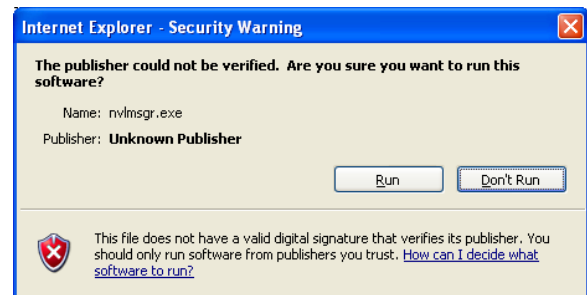 Internet Explorer - Security Warning
The publisher could not be verified.  Are you sure you want to run this
software?
Name: nvlmsgr.exe
Publisher: Unknown Publisher
Run
Don't Run
This file does not have a valid digital signature that verifies its publisher. You
should only run software from publishers you trust. How can I decide what
software to run?